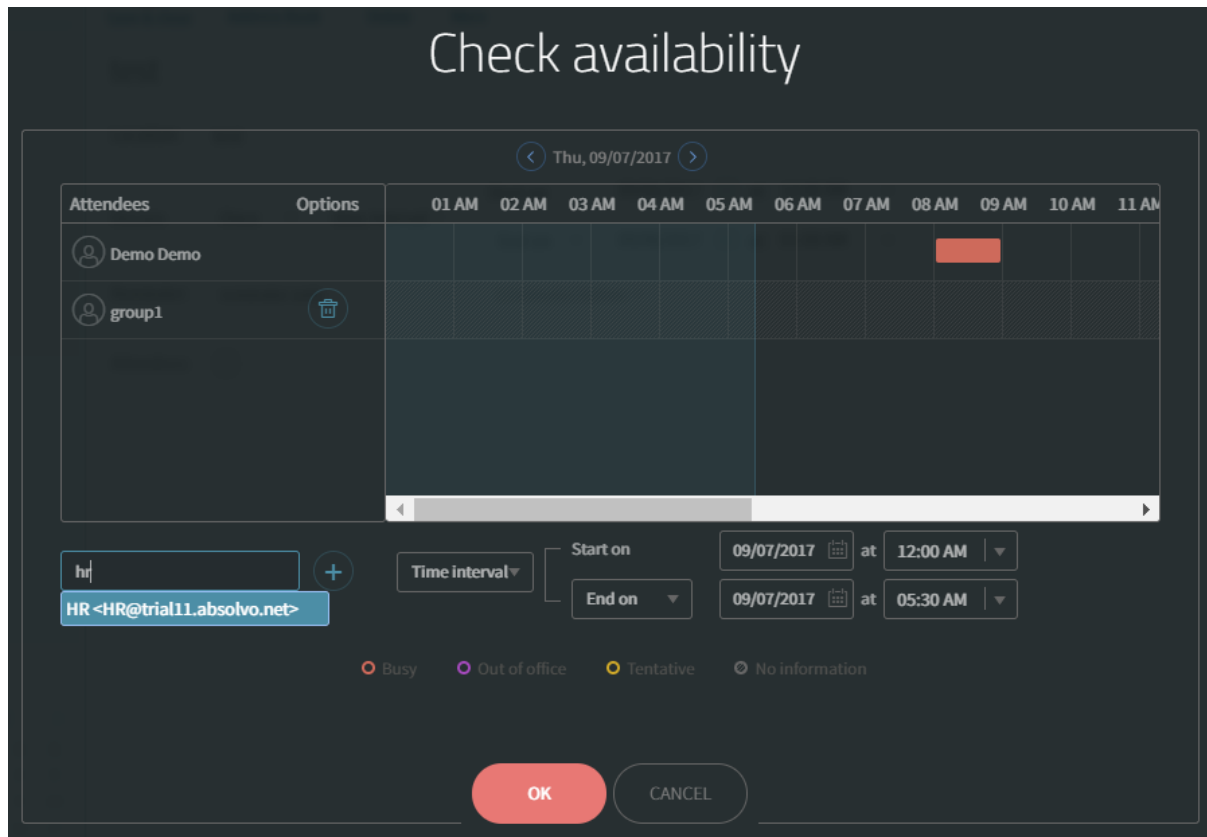 Check availability
Thu, 09/07/2017
Attendees Options 01 AM 02 AM 03 AM 04 AM 05 AM 06 AM 07 AM 08 AM 09 AM 10 AM 11 AM
Demo Demo
group1
Start on 09/07/2017 at 12:00 AM
hr Time interval
End on 09/07/2017 at 05:30 AM
HR <HR@trial11.absolvo.net>
Busy Out of office Tentative No information
OK CANCEL